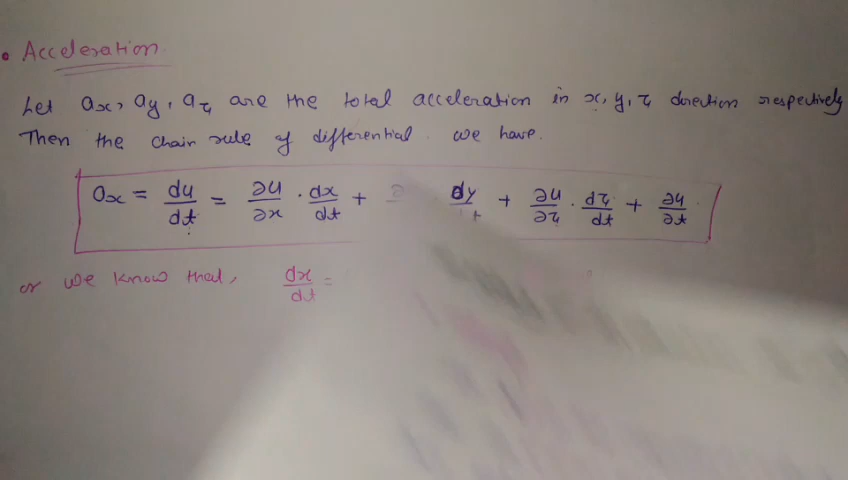 • Acceleration.
Let ax, ay, az are the total acceleration in x, y, z direction respectively
Then the chain rule of differential we have.
ax = du/dt = ∂u/∂x · dx/dt + ∂ dy/dt + ∂u/∂z · dz/dt + ∂u/∂t
or we know that, dx/dt =